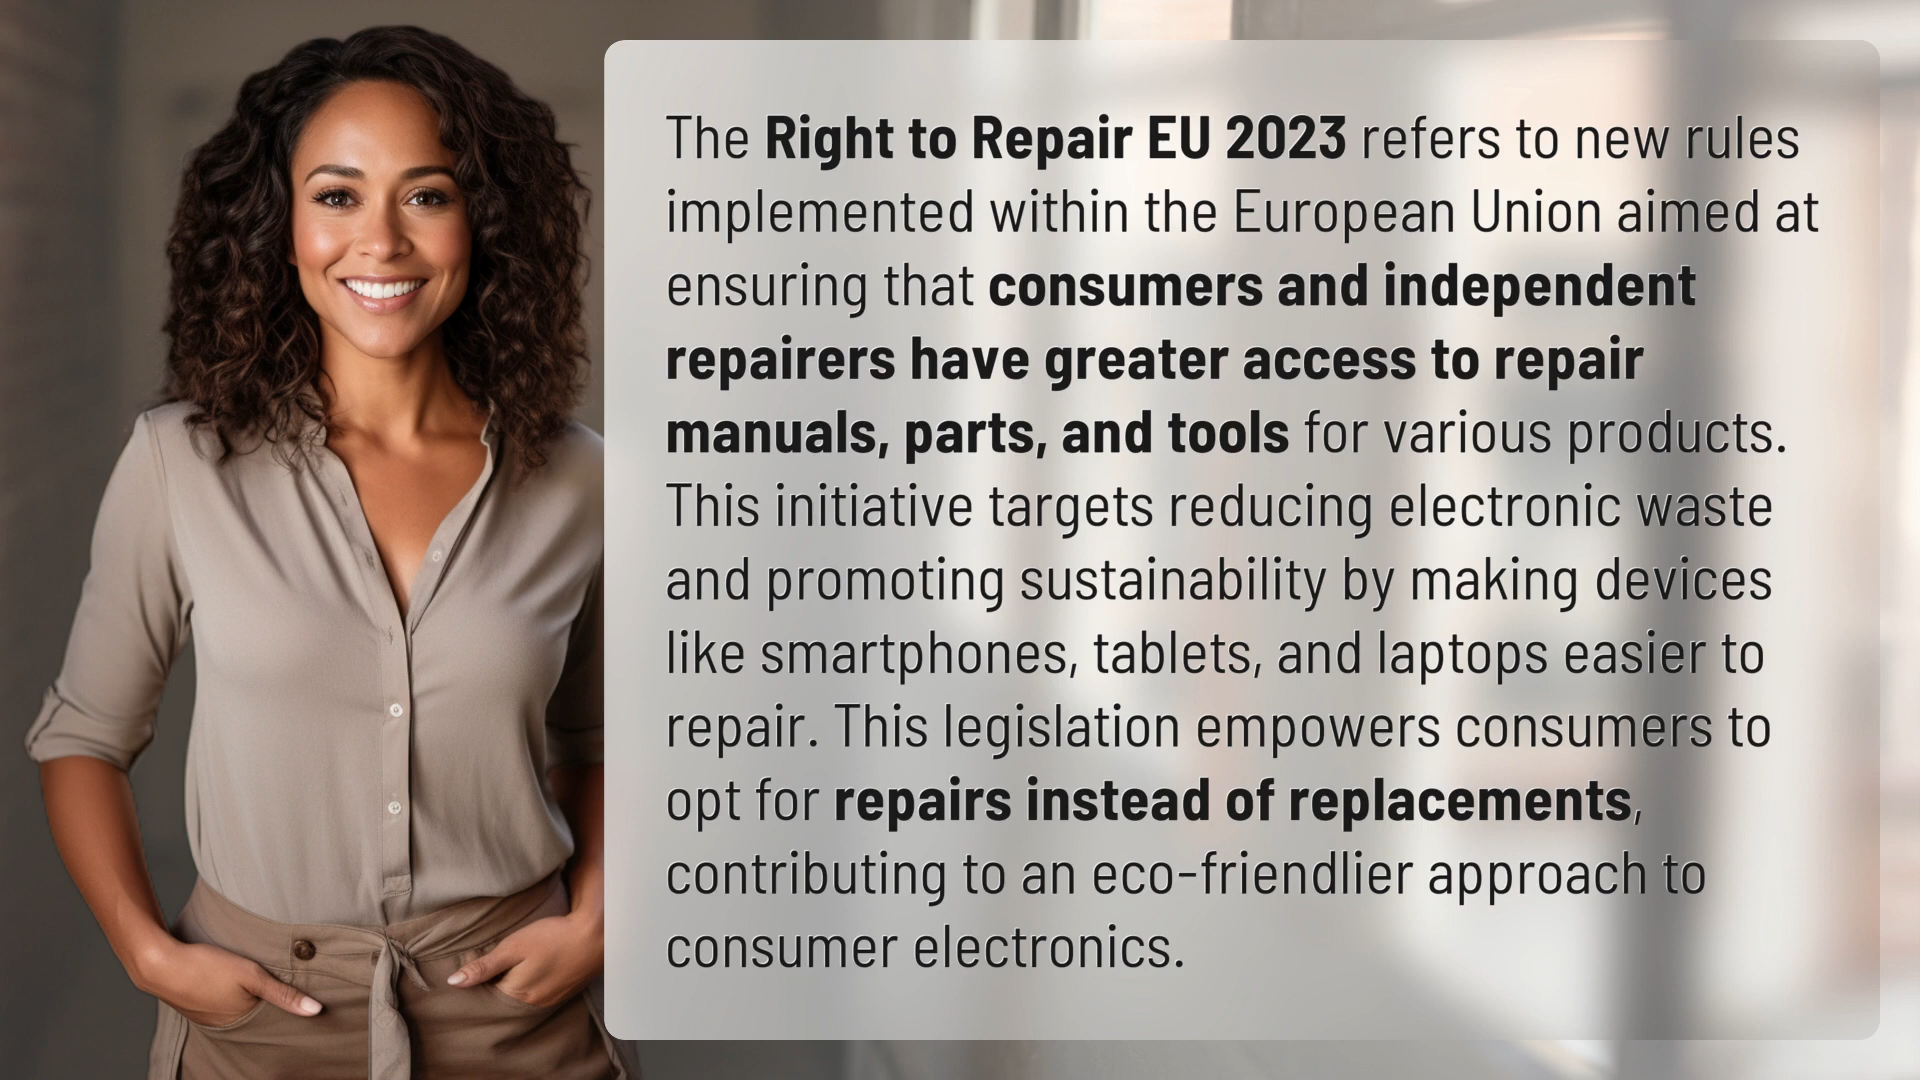 The Right to Repair EU 2023 refers to new rules
implemented within the European Union aimed at
ensuring that consumers and independent
repairers have greater access to repair
manuals, parts, and tools for various products.
This initiative targets reducing electronic waste
and promoting sustainability by making devices
like smartphones, tablets, and laptops easier to
repair. This legislation empowers consumers to
opt for repairs instead of replacements,
contributing to an eco-friendlier approach to
consumer electronics.